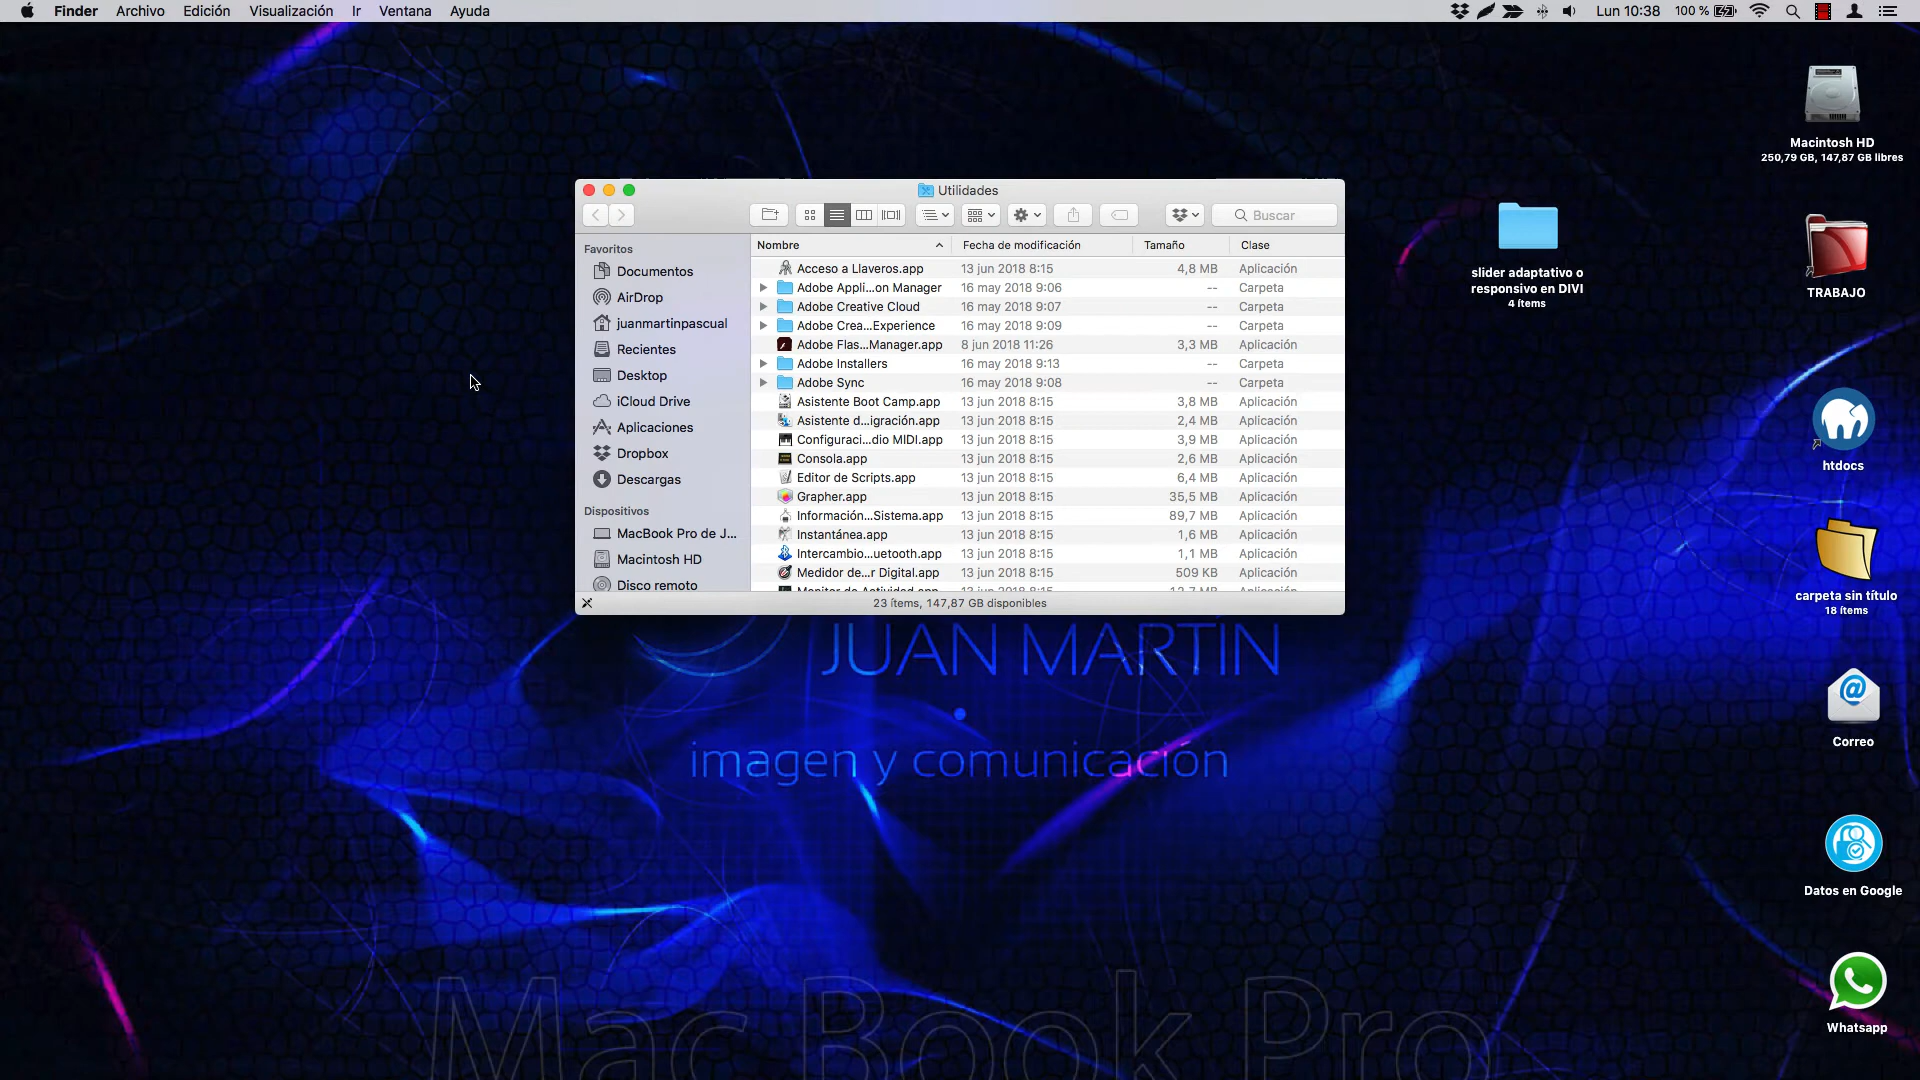 Finder Archivo Edición Visualización Ir Ventana Ayuda
Lun 10:38 100 %
Utilidades
Buscar
Favoritos
Documentos
AirDrop
juanmartinpascual
Recientes
Desktop
iCloud Drive
Aplicaciones
Dropbox
Descargas
Dispositivos
MacBook Pro de J...
Macintosh HD
Disco remoto
Nombre Fecha de modificación Tamaño Clase
Acceso a Llaveros.app 13 jun 2018 8:15 4,8 MB Aplicación
Adobe Appli...on Manager 16 may 2018 9:06 -- Carpeta
Adobe Creative Cloud 16 may 2018 9:07 -- Carpeta
Adobe Crea...Experience 16 may 2018 9:09 -- Carpeta
Adobe Flas...Manager.app 8 jun 2018 11:26 3,3 MB Aplicación
Adobe Installers 16 may 2018 9:13 -- Carpeta
Adobe Sync 16 may 2018 9:08 -- Carpeta
Asistente Boot Camp.app 13 jun 2018 8:15 3,8 MB Aplicación
Asistente d...igración.app 13 jun 2018 8:15 2,4 MB Aplicación
Configuraci...dio MIDI.app 13 jun 2018 8:15 3,9 MB Aplicación
Consola.app 13 jun 2018 8:15 2,6 MB Aplicación
Editor de Scripts.app 13 jun 2018 8:15 6,4 MB Aplicación
Grapher.app 13 jun 2018 8:15 35,5 MB Aplicación
Información...Sistema.app 13 jun 2018 8:15 89,7 MB Aplicación
Instantánea.app 13 jun 2018 8:15 1,6 MB Aplicación
Intercambio...uetooth.app 13 jun 2018 8:15 1,1 MB Aplicación
Medidor de...r Digital.app 13 jun 2018 8:15 509 KB Aplicación
Monitor de Actividad.app 13 jun 2018 8:15 12,7 MB Aplicación
23 ítems, 147,87 GB disponibles
JUAN MARTÍN
imagen y comunicación
Mac Book Pro
Macintosh HD
250,79 GB, 147,87 GB libres
slider adaptativo o
responsivo en DIVI
4 ítems
TRABAJO
htdocs
carpeta sin título
18 ítems
Correo
Datos en Google
Whatsapp